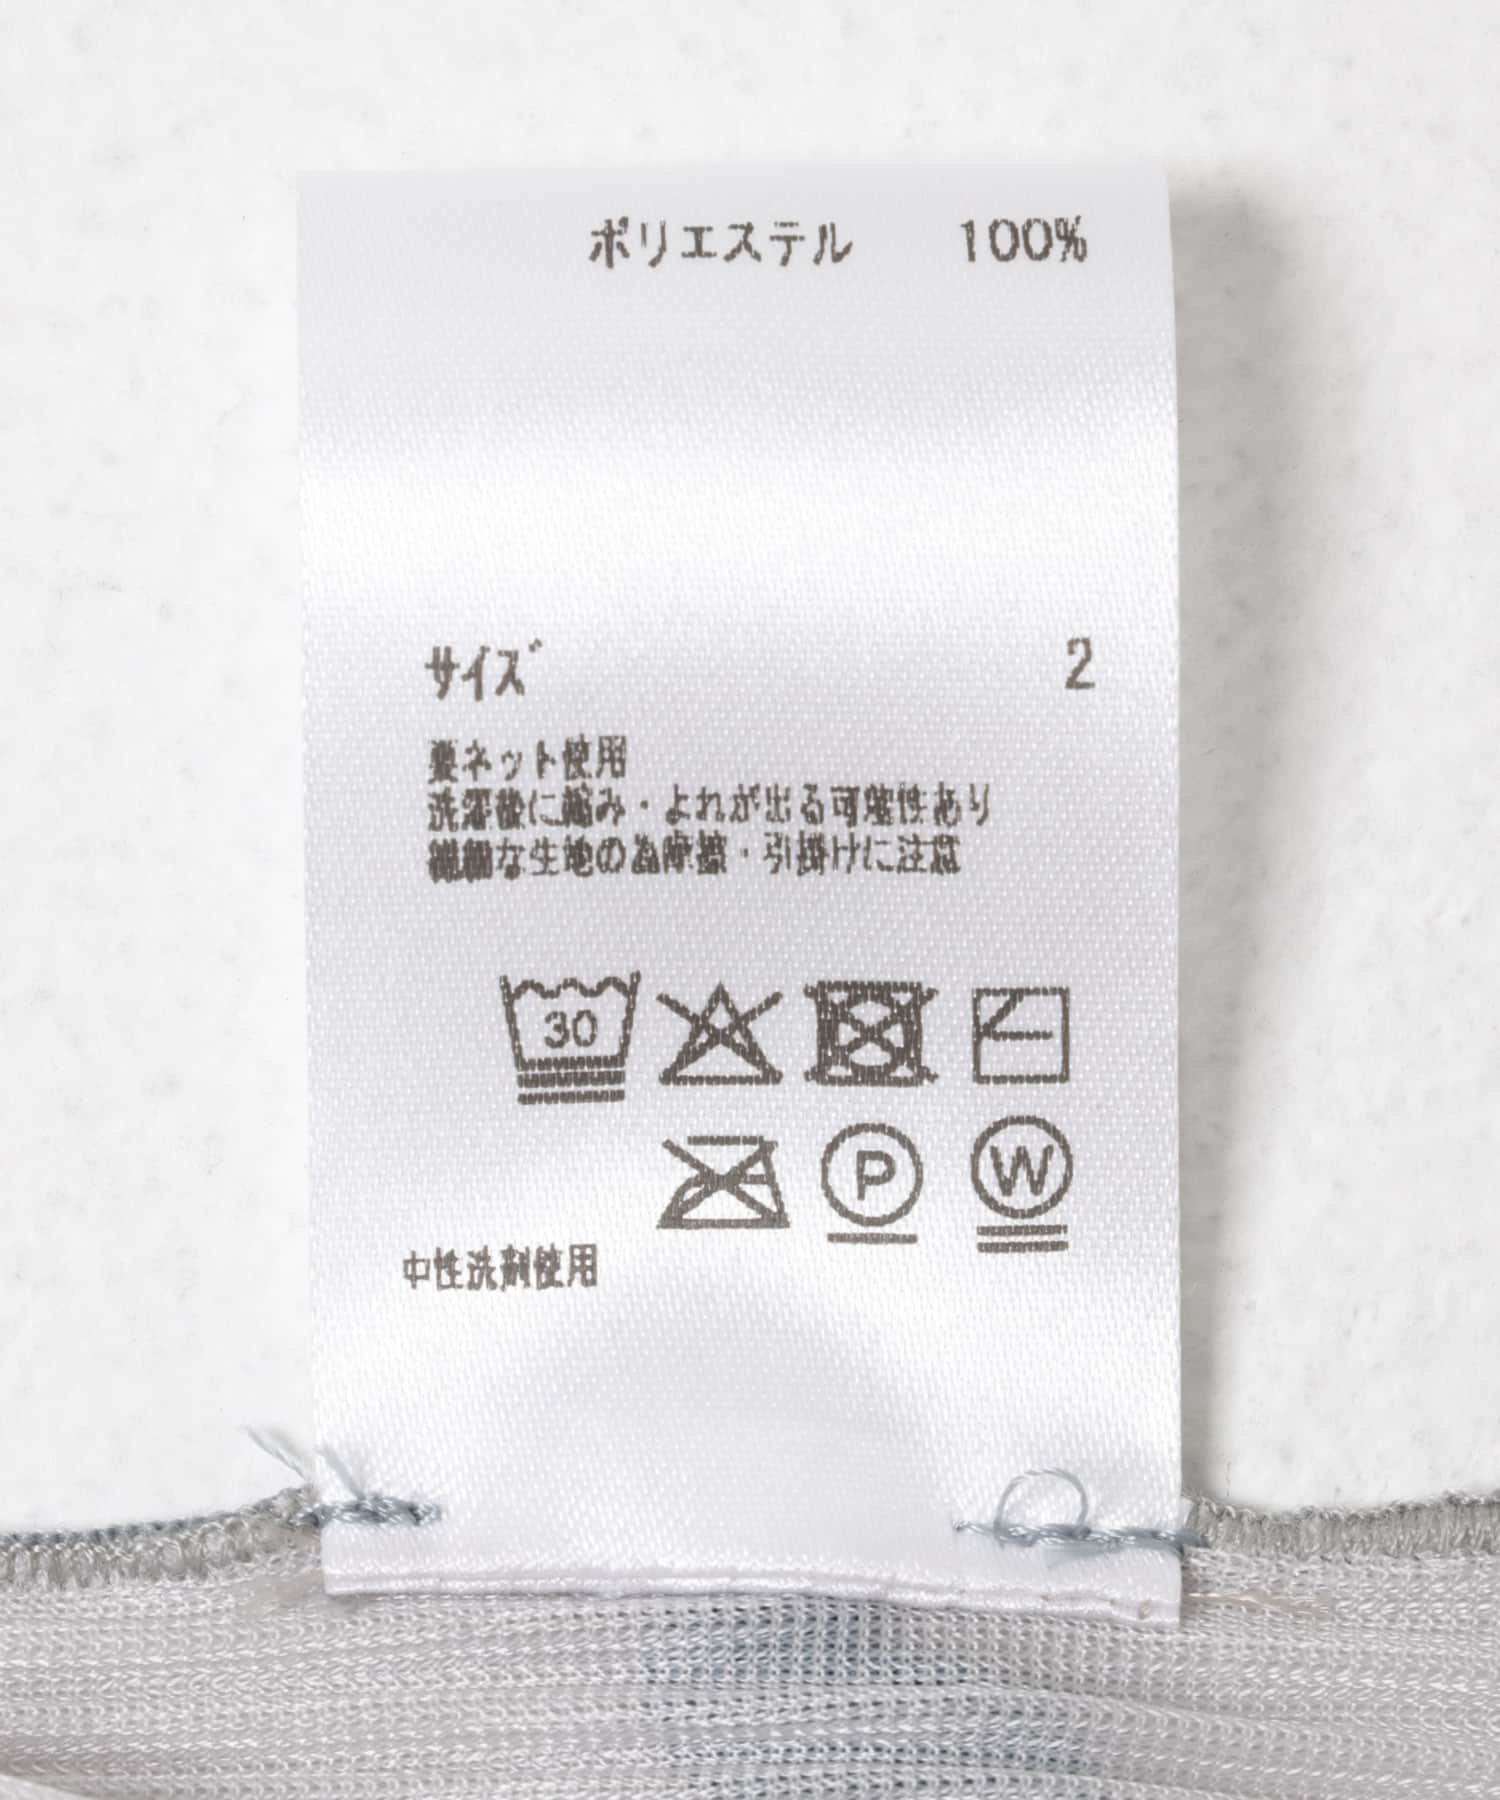 ポリエステル 100%
サイズ 2
要ネット使用
洗濯後に縮み・よれが出る可能性あり
繊細な生地の為摩擦・引掛けに注意
30
P W
中性洗剤使用